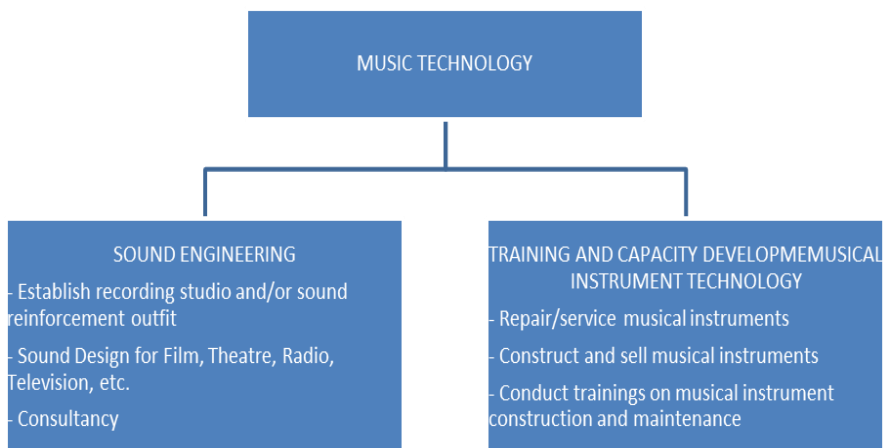 MUSIC TECHNOLOGY
SOUND ENGINEERING
- Establish recording studio and/or sound
reinforcement outfit
- Sound Design for Film, Theatre, Radio,
Television, etc.
- Consultancy
TRAINING AND CAPACITY DEVELOPMEMUSICAL
INSTRUMENT TECHNOLOGY
- Repair/service musical instruments
- Construct and sell musical instruments
- Conduct trainings on musical instrument
construction and maintenance